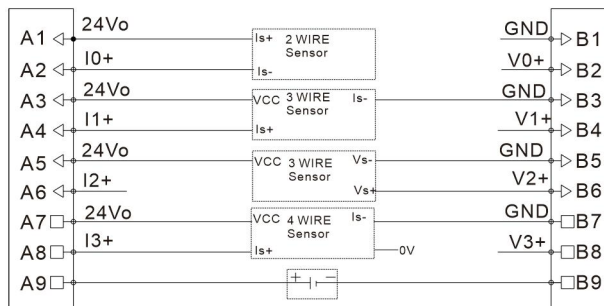 24Vo GND
A1 Is+ 2 WIRE B1
Sensor
I0+ V0+
A2 Is- B2
24Vo GND
A3 VCC 3 WIRE Is- B3
Sensor
I1+ V1+
A4 Is+ B4
24Vo GND
A5 VCC 3 WIRE Vs- B5
Sensor
I2+ V2+
A6 Vs+ B6
24Vo GND
A7 VCC 4 WIRE Is- B7
Sensor
I3+ V3+
A8 Is+ 0V B8
A9 + − B9